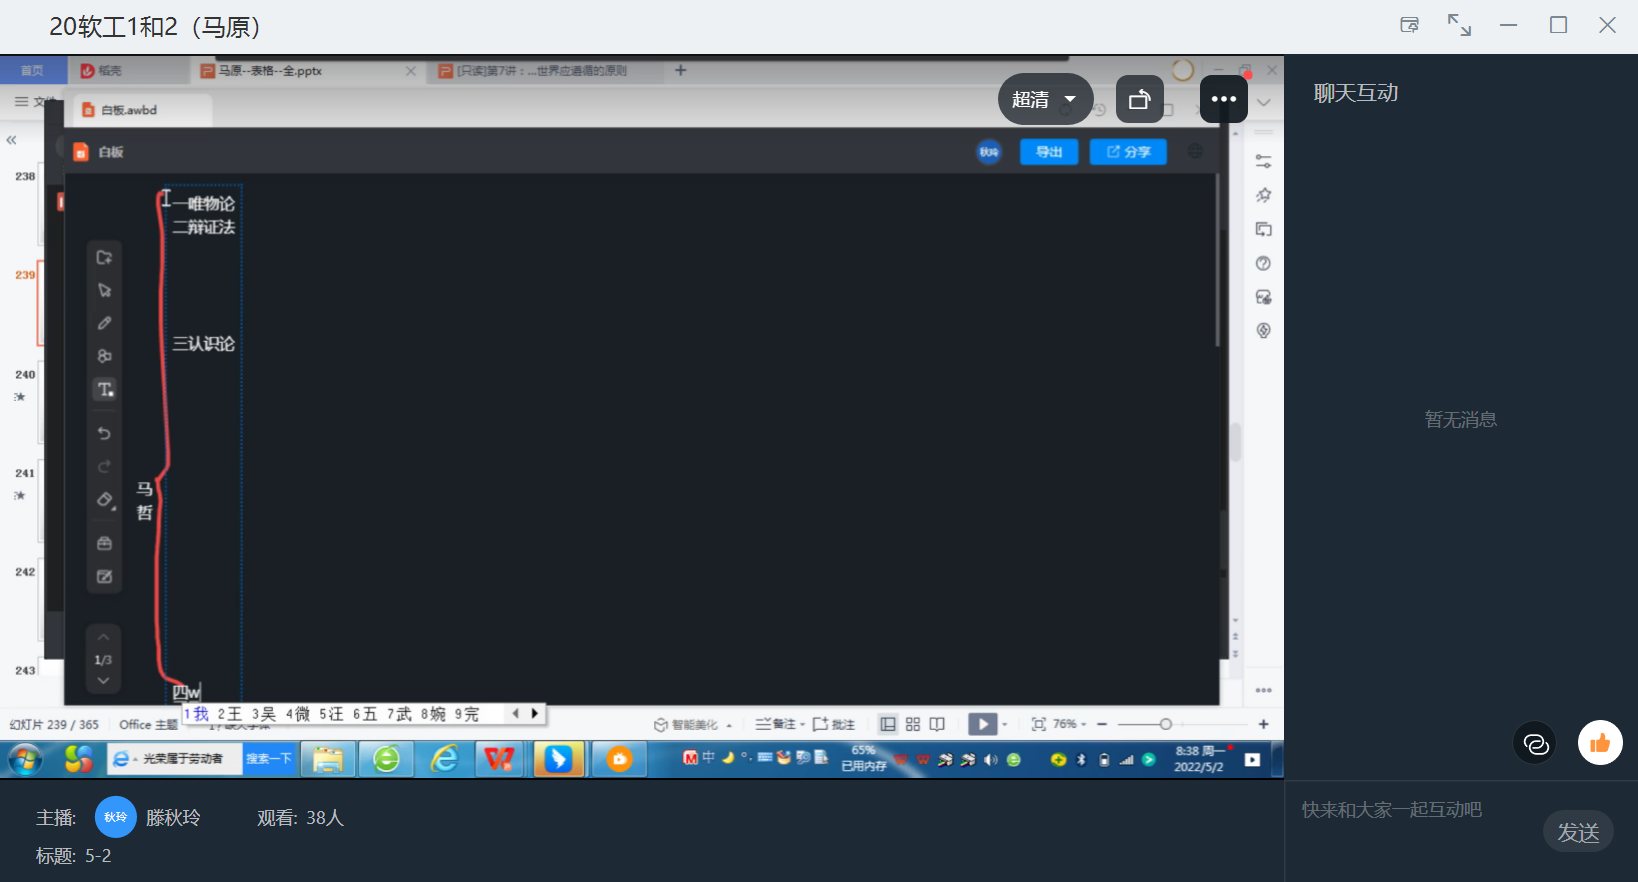 20软工1和2（马原）
首页
稻壳
马原--表格--全.pptx
[只读]第7讲：...世界应遵循的原则
超清
聊天互动
白板.awbd
白板
秋玲
导出
分享
238
239
240
241
242
243
一唯物论
二辩证法
三认识论
马
哲
四w
1/3
1我 2王 3吴 4微 5汪 6五 7武 8婉 9完
暂无消息
幻灯片 239 / 365
Office 主题
智能美化
备注
批注
76%
光荣属于劳动者
搜索一下
中
65%
已用内存
8:38 周一
2022/5/2
主播:
秋玲
滕秋玲
观看: 38人
标题: 5-2
快来和大家一起互动吧
发送